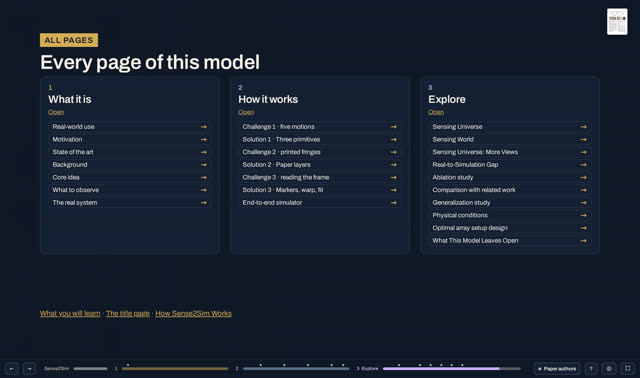 ALL PAGES
Every page of this model
1
What it is
Open
Real-world use →
Motivation →
State of the art →
Background →
Core idea →
What to observe →
The real system →
2
How it works
Open
Challenge 1 · five motions →
Solution 1 · Three primitives →
Challenge 2 · printed fringes →
Solution 2 · Paper layers →
Challenge 3 · reading the frame →
Solution 3 · Markers, warp, fit →
End-to-end simulator →
3
Explore
Open
Sensing Universe →
Sensing World →
Sensing Universe: More Views →
Real-to-Simulation Gap →
Ablation study →
Comparison with related work →
Generalization study →
Physical conditions →
Optimal array setup design →
What This Model Leaves Open →
What you will learn · The title page · How Sense2Sim Works
← → Sense2Sim 1 2 3 Explore Paper authors ?